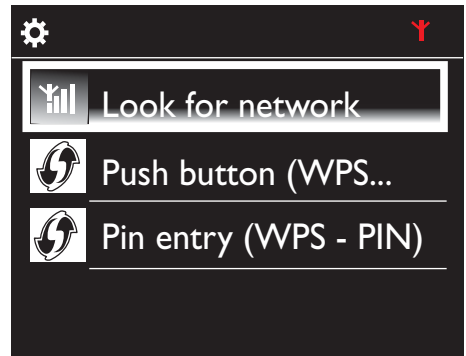 Look for network
Push button (WPS...
Pin entry (WPS - PIN)